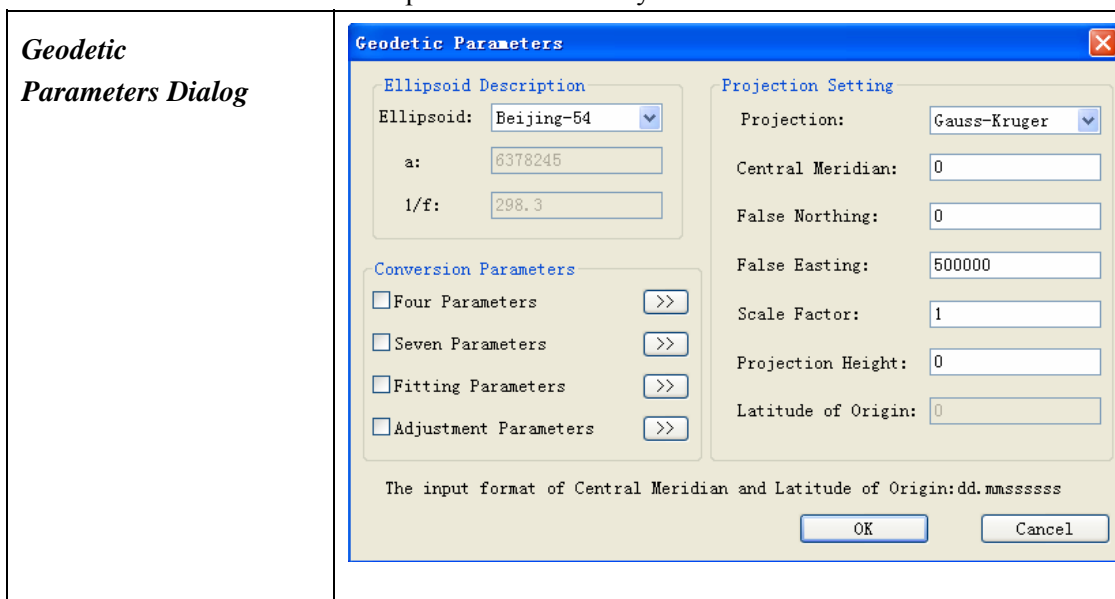 Geodetic
Parameters Dialog
Geodetic Parameters
Ellipsoid Description
Ellipsoid: Beijing-54
a: 6378245
1/f: 298.3
Conversion Parameters
Four Parameters >>
Seven Parameters >>
Fitting Parameters >>
Adjustment Parameters >>
Projection Setting
Projection: Gauss-Kruger
Central Meridian: 0
False Northing: 0
False Easting: 500000
Scale Factor: 1
Projection Height: 0
Latitude of Origin: 0
The input format of Central Meridian and Latitude of Origin:dd.mmssssss
OK Cancel